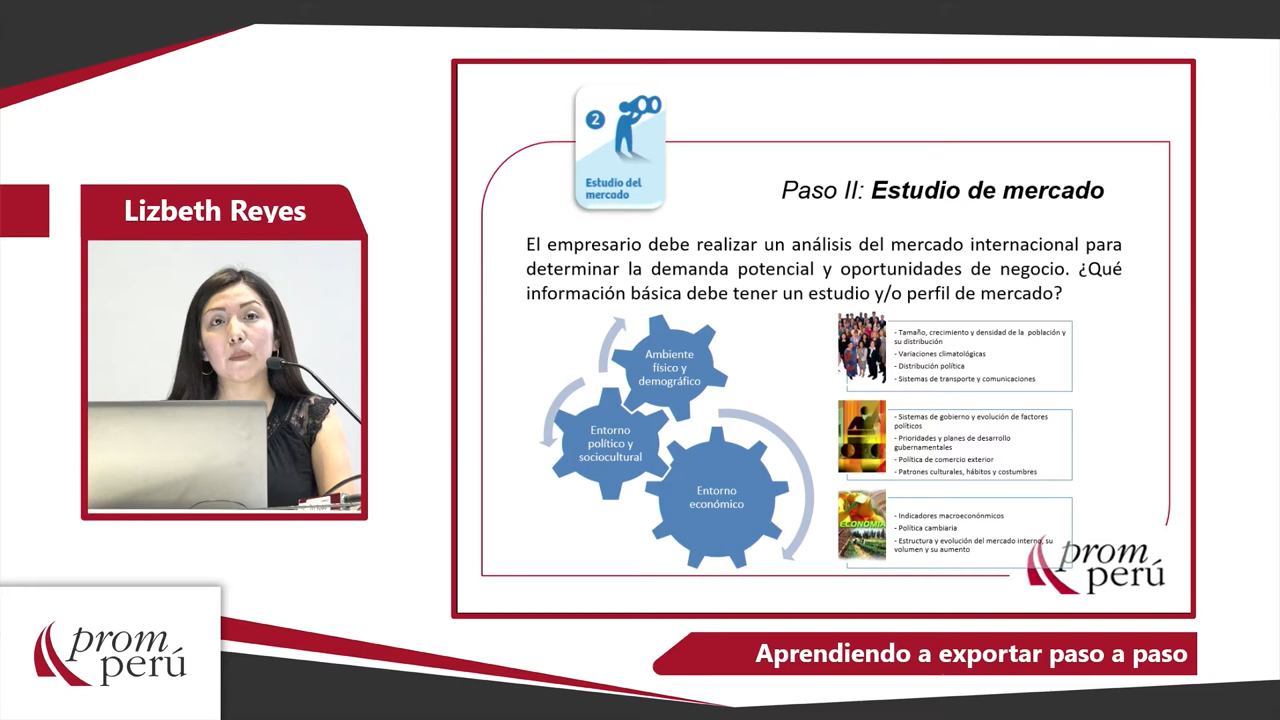 Lizbeth Reyes
2
Estudio del
mercado
Paso II: Estudio de mercado
El empresario debe realizar un análisis del mercado internacional para
determinar la demanda potencial y oportunidades de negocio. ¿Qué
información básica debe tener un estudio y/o perfil de mercado?
Ambiente
físico y
demográfico
Entorno
político y
sociocultural
Entorno
económico
- Tamaño, crecimiento y densidad de la población y
su distribución
- Variaciones climatológicas
- Distribución política
- Sistemas de transporte y comunicaciones
- Sistemas de gobierno y evolución de factores
políticos
- Prioridades y planes de desarrollo
gubernamentales
- Política de comercio exterior
- Patrones culturales, hábitos y costumbres
ECONOMIA
- Indicadores macroeconónmicos
- Política cambiaria
- Estructura y evolución del mercado interno, su
volumen y su aumento
prom
perú
prom
perú
Aprendiendo a exportar paso a paso